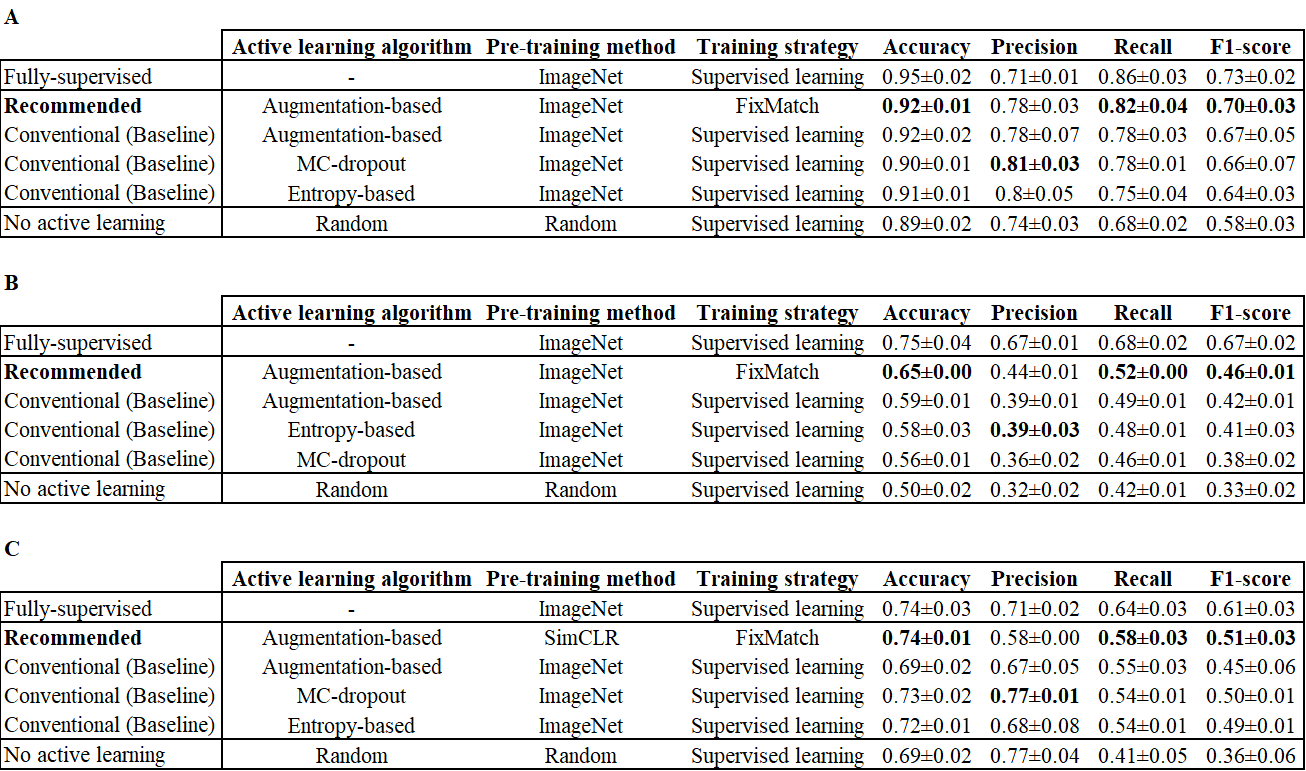 A
Active learning algorithm Pre-training method Training strategy Accuracy Precision Recall F1-score
Fully-supervised - ImageNet Supervised learning 0.95±0.02 0.71±0.01 0.86±0.03 0.73±0.02
Recommended Augmentation-based ImageNet FixMatch 0.92±0.01 0.78±0.03 0.82±0.04 0.70±0.03
Conventional (Baseline) Augmentation-based ImageNet Supervised learning 0.92±0.02 0.78±0.07 0.78±0.03 0.67±0.05
Conventional (Baseline) MC-dropout ImageNet Supervised learning 0.90±0.01 0.81±0.03 0.78±0.01 0.66±0.07
Conventional (Baseline) Entropy-based ImageNet Supervised learning 0.91±0.01 0.8±0.05 0.75±0.04 0.64±0.03
No active learning Random Random Supervised learning 0.89±0.02 0.74±0.03 0.68±0.02 0.58±0.03
B
Active learning algorithm Pre-training method Training strategy Accuracy Precision Recall F1-score
Fully-supervised - ImageNet Supervised learning 0.75±0.04 0.67±0.01 0.68±0.02 0.67±0.02
Recommended Augmentation-based ImageNet FixMatch 0.65±0.00 0.44±0.01 0.52±0.00 0.46±0.01
Conventional (Baseline) Augmentation-based ImageNet Supervised learning 0.59±0.01 0.39±0.01 0.49±0.01 0.42±0.01
Conventional (Baseline) Entropy-based ImageNet Supervised learning 0.58±0.03 0.39±0.03 0.48±0.01 0.41±0.03
Conventional (Baseline) MC-dropout ImageNet Supervised learning 0.56±0.01 0.36±0.02 0.46±0.01 0.38±0.02
No active learning Random Random Supervised learning 0.50±0.02 0.32±0.02 0.42±0.01 0.33±0.02
C
Active learning algorithm Pre-training method Training strategy Accuracy Precision Recall F1-score
Fully-supervised - ImageNet Supervised learning 0.74±0.03 0.71±0.02 0.64±0.03 0.61±0.03
Recommended Augmentation-based SimCLR FixMatch 0.74±0.01 0.58±0.00 0.58±0.03 0.51±0.03
Conventional (Baseline) Augmentation-based ImageNet Supervised learning 0.69±0.02 0.67±0.05 0.55±0.03 0.45±0.06
Conventional (Baseline) MC-dropout ImageNet Supervised learning 0.73±0.02 0.77±0.01 0.54±0.01 0.50±0.01
Conventional (Baseline) Entropy-based ImageNet Supervised learning 0.72±0.01 0.68±0.08 0.54±0.01 0.49±0.01
No active learning Random Random Supervised learning 0.69±0.02 0.77±0.04 0.41±0.05 0.36±0.06